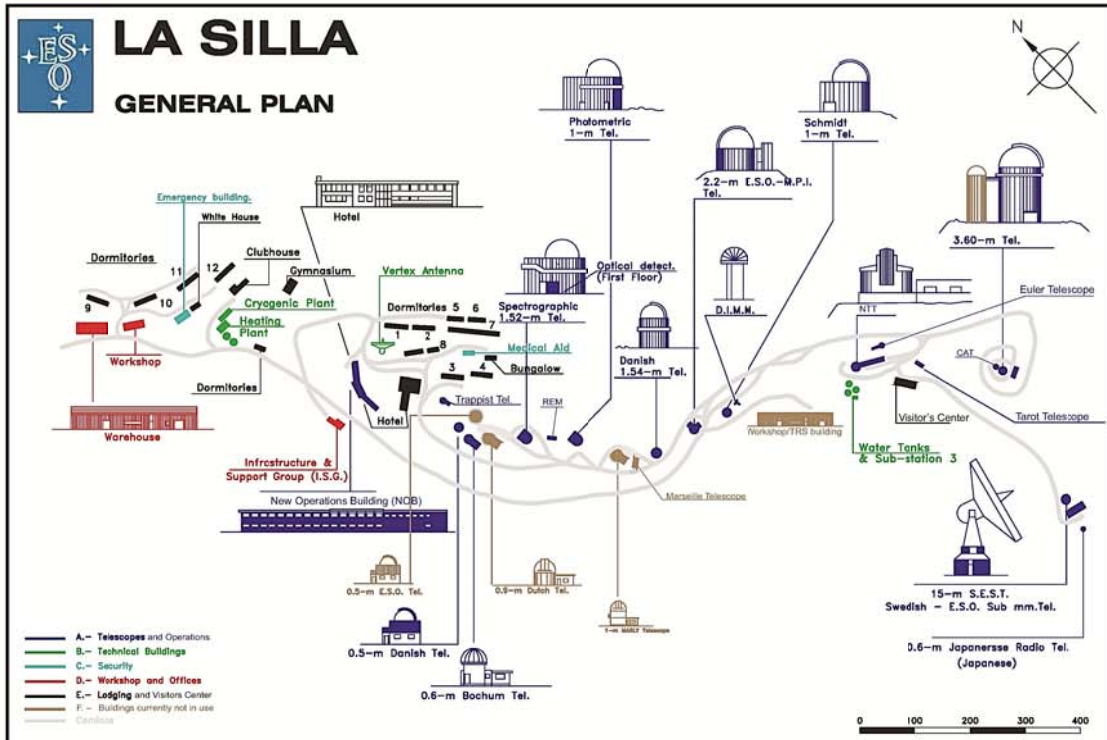 ESO
LA SILLA
GENERAL PLAN
N
Photometric
1-m Tel.
Schmidt
1-m Tel.
2.2-m E.S.O.-M.P.I.
Tel.
3.60-m Tel.
Emergency building.
White House
Hotel
Dormitories
11
12
Clubhouse
Gymnasium
9
10
Cryogenic Plant
Heating
Plant
Vertex Antenna
Dormitories
5
6
7
1
2
8
3
4
Medical Aid
Bungalow
Optical detect.
(First Floor)
Spectrographic
1.52-m Tel.
D.I.M.M.
Danish
1.54-m Tel.
NTT
Euler Telescope
CAT
Workshop
Dormitories
Warehouse
Hotel
Trappist Tel.
REM
Workshop/TRS building
Visitor's Center
Tarot Telescope
Water Tanks
& Sub-station 3
Infrastructure &
Support Group (I.S.G.)
New Operations Building (NOB)
Marseille Telescope
0.5-m E.S.O. Tel.
0.9-m Dutch Tel.
1-m MARLY Telescope
0.5-m Danish Tel.
0.6-m Bochum Tel.
15-m S.E.S.T.
Swedish - E.S.O. Sub mm.Tel.
0.6-m Japanersse Radio Tel.
(Japanese)
A.- Telescopes and Operations
B.- Technical Buildings
C.- Security
D.- Workshop and Offices
E.- Lodging and Visitors Center
F. - Buildings currently not in use
Caminos
0 100 200 300 400